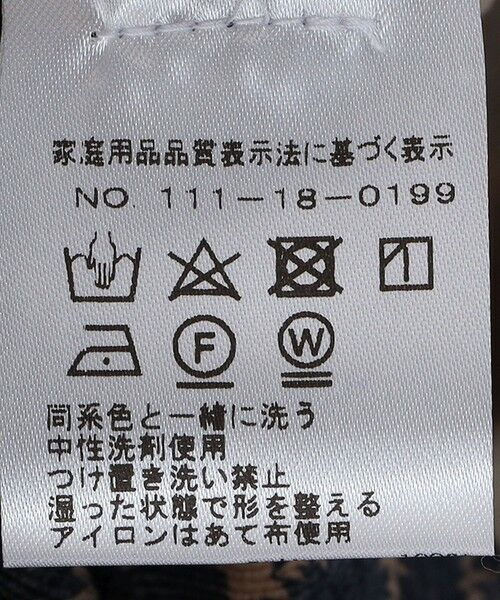 家庭用品品質表示法に基づく表示
NO. 111-18-0199
F W
同系色と一緒に洗う
中性洗剤使用
つけ置き洗い禁止
湿った状態で形を整える
アイロンはあて布使用